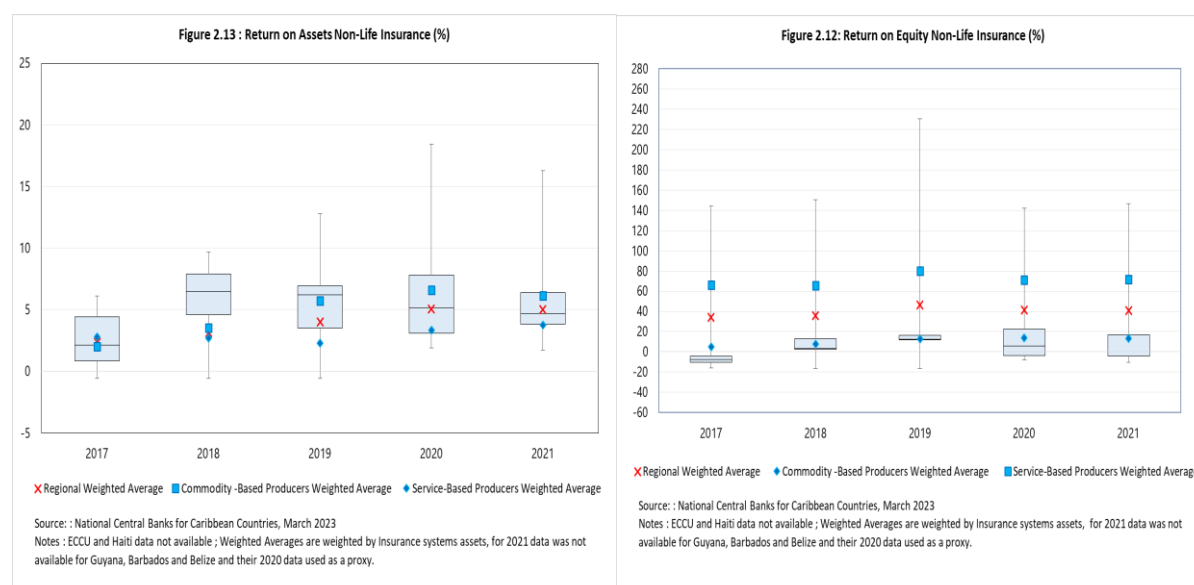 Figure 2.13 : Return on Assets Non-Life Insurance (%)
25
20
15
10
5
0
-5
2017
2018
2019
2020
2021
Regional Weighted Average
Commodity -Based Producers Weighted Average
Service-Based Producers Weighted Average
Source: : National Central Banks for Caribbean Countries, March 2023
Notes : ECCU and Haiti data not available ; Weighted Averages are weighted by Insurance systems assets, for 2021 data was not
available for Guyana, Barbados and Belize and their 2020 data used as a proxy.
Figure 2.12: Return on Equity Non-Life Insurance (%)
280
260
240
220
200
180
160
140
120
100
80
60
40
20
0
-20
-40
-60
2017
2018
2019
2020
2021
Regional Weighted Average
Commodity -Based Producers Weighted Average
Service-Based Producers Weighted Average
Source: : National Central Banks for Caribbean Countries, March 2023
Notes : ECCU and Haiti data not available ; Weighted Averages are weighted by Insurance systems assets, for 2021 data was not
available for Guyana, Barbados and Belize and their 2020 data used as a proxy.